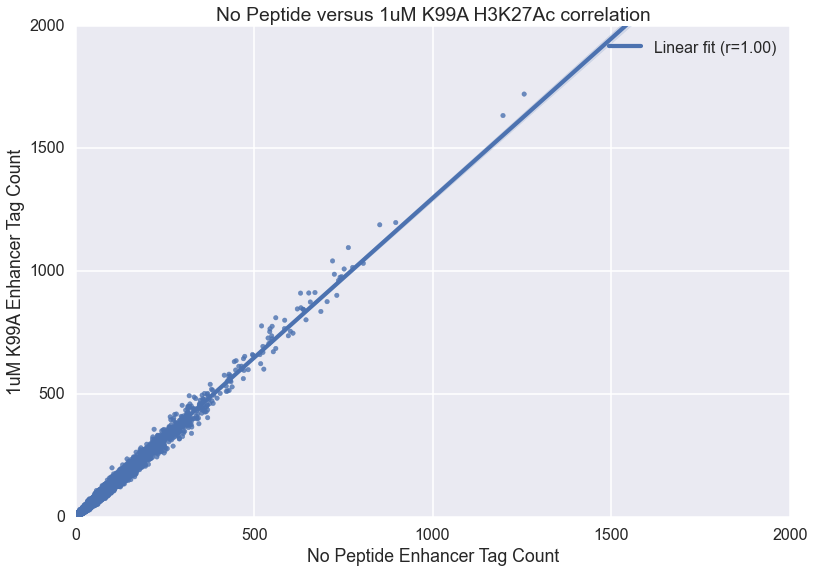 No Peptide versus 1uM K99A H3K27Ac correlation
Linear fit (r=1.00)
2000
1500
1000
500
0
1uM K99A Enhancer Tag Count
0 500 1000 1500 2000
No Peptide Enhancer Tag Count